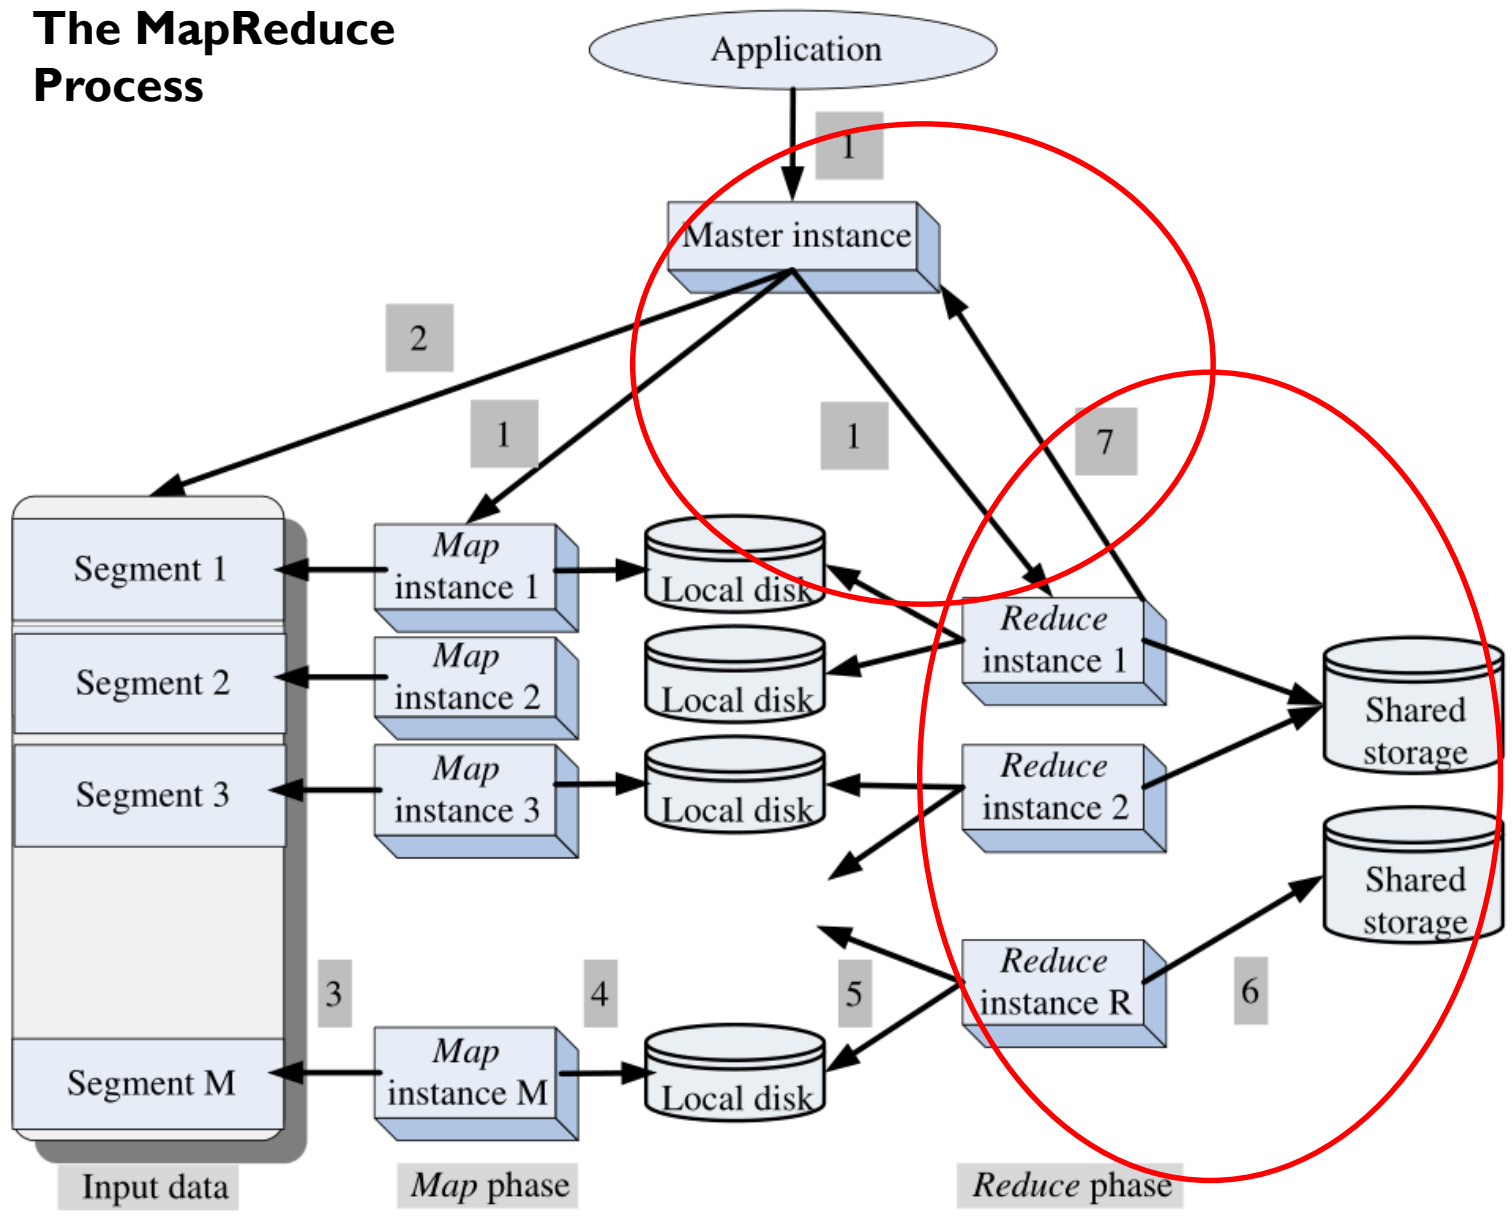 The MapReduce
Process
Application
1
Master instance
2
1
1
7
Segment 1
Map
instance 1
Local disk
Reduce
instance 1
Segment 2
Map
instance 2
Local disk
Shared
storage
Segment 3
Map
instance 3
Local disk
Reduce
instance 2
Shared
storage
3
4
5
Reduce
instance R
6
Segment M
Map
instance M
Local disk
Input data
Map phase
Reduce phase